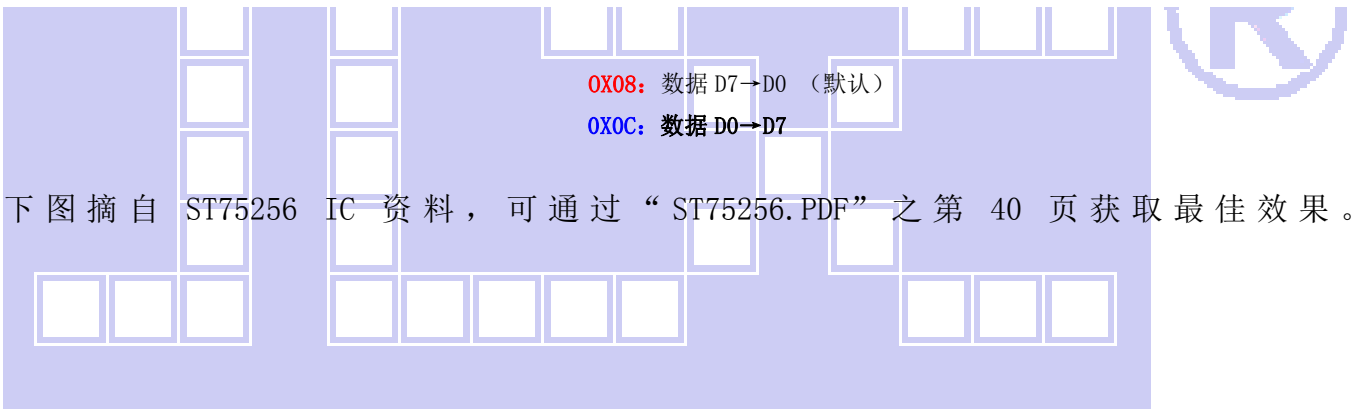 0X08：数据 D7→D0 （默认）
0X0C：数据 D0→D7
下图摘自 ST75256 IC 资料，可通过“ST75256.PDF”之第 40 页获取最佳效果。
R